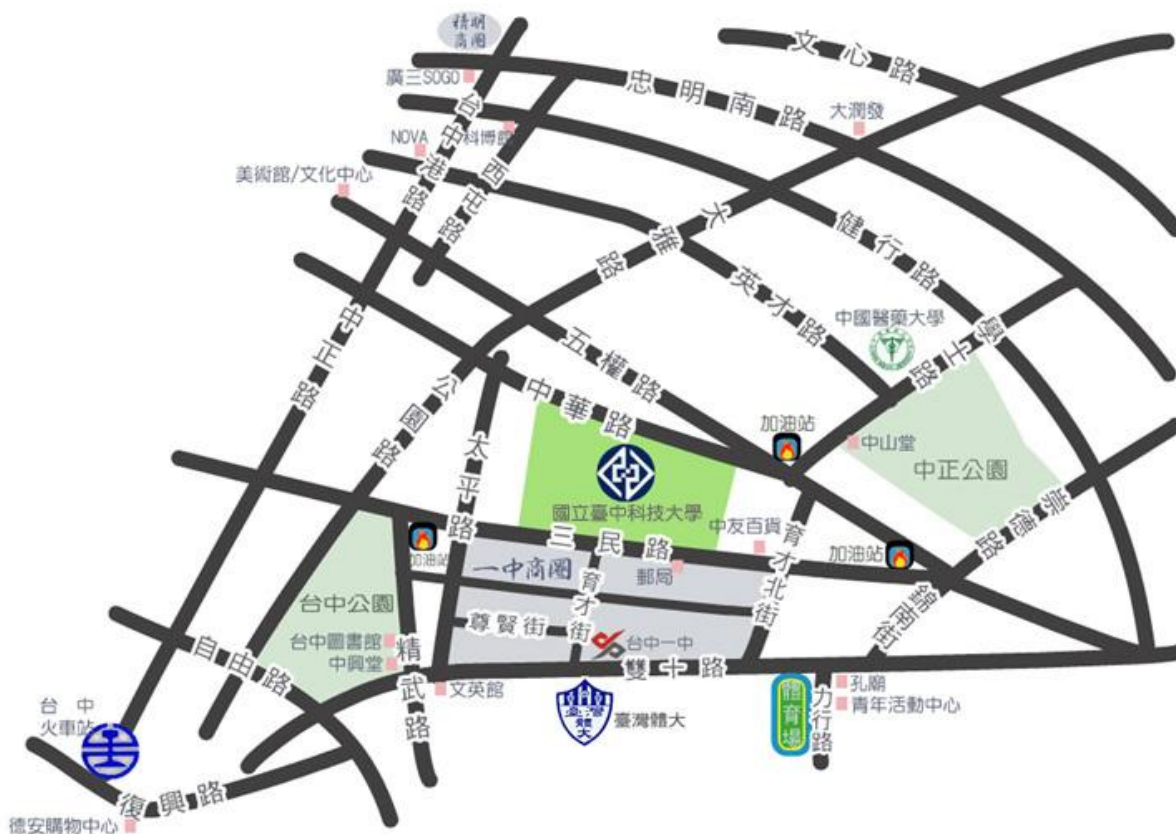 精明
商圈
廣三SOGO
文心路
忠明南路
大潤發
台中港路
NOVA
科博館
西屯路
美術館/文化中心
大雅路
健行路
英才路
中國醫藥大學
學士路
中正路
五權路
公園路
中華路
太平路
加油站
中山堂
中正公園
國立臺中科技大學
崇德路
三民路
中友百貨
育才北街
加油站
加油站
一中商圈
郵局
錦南街
台中公園
育才街
尊賢街
台中一中
台中圖書館
中興堂
精武路
自由路
雙十路
文英館
孔廟
青年活動中心
力行路
體育場
臺灣體大
臺灣體大
台中
火車站
復興路
德安購物中心